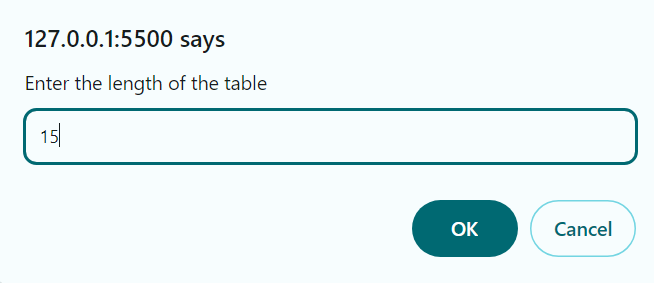 127.0.0.1:5500 says
Enter the length of the table
15
OK Cancel